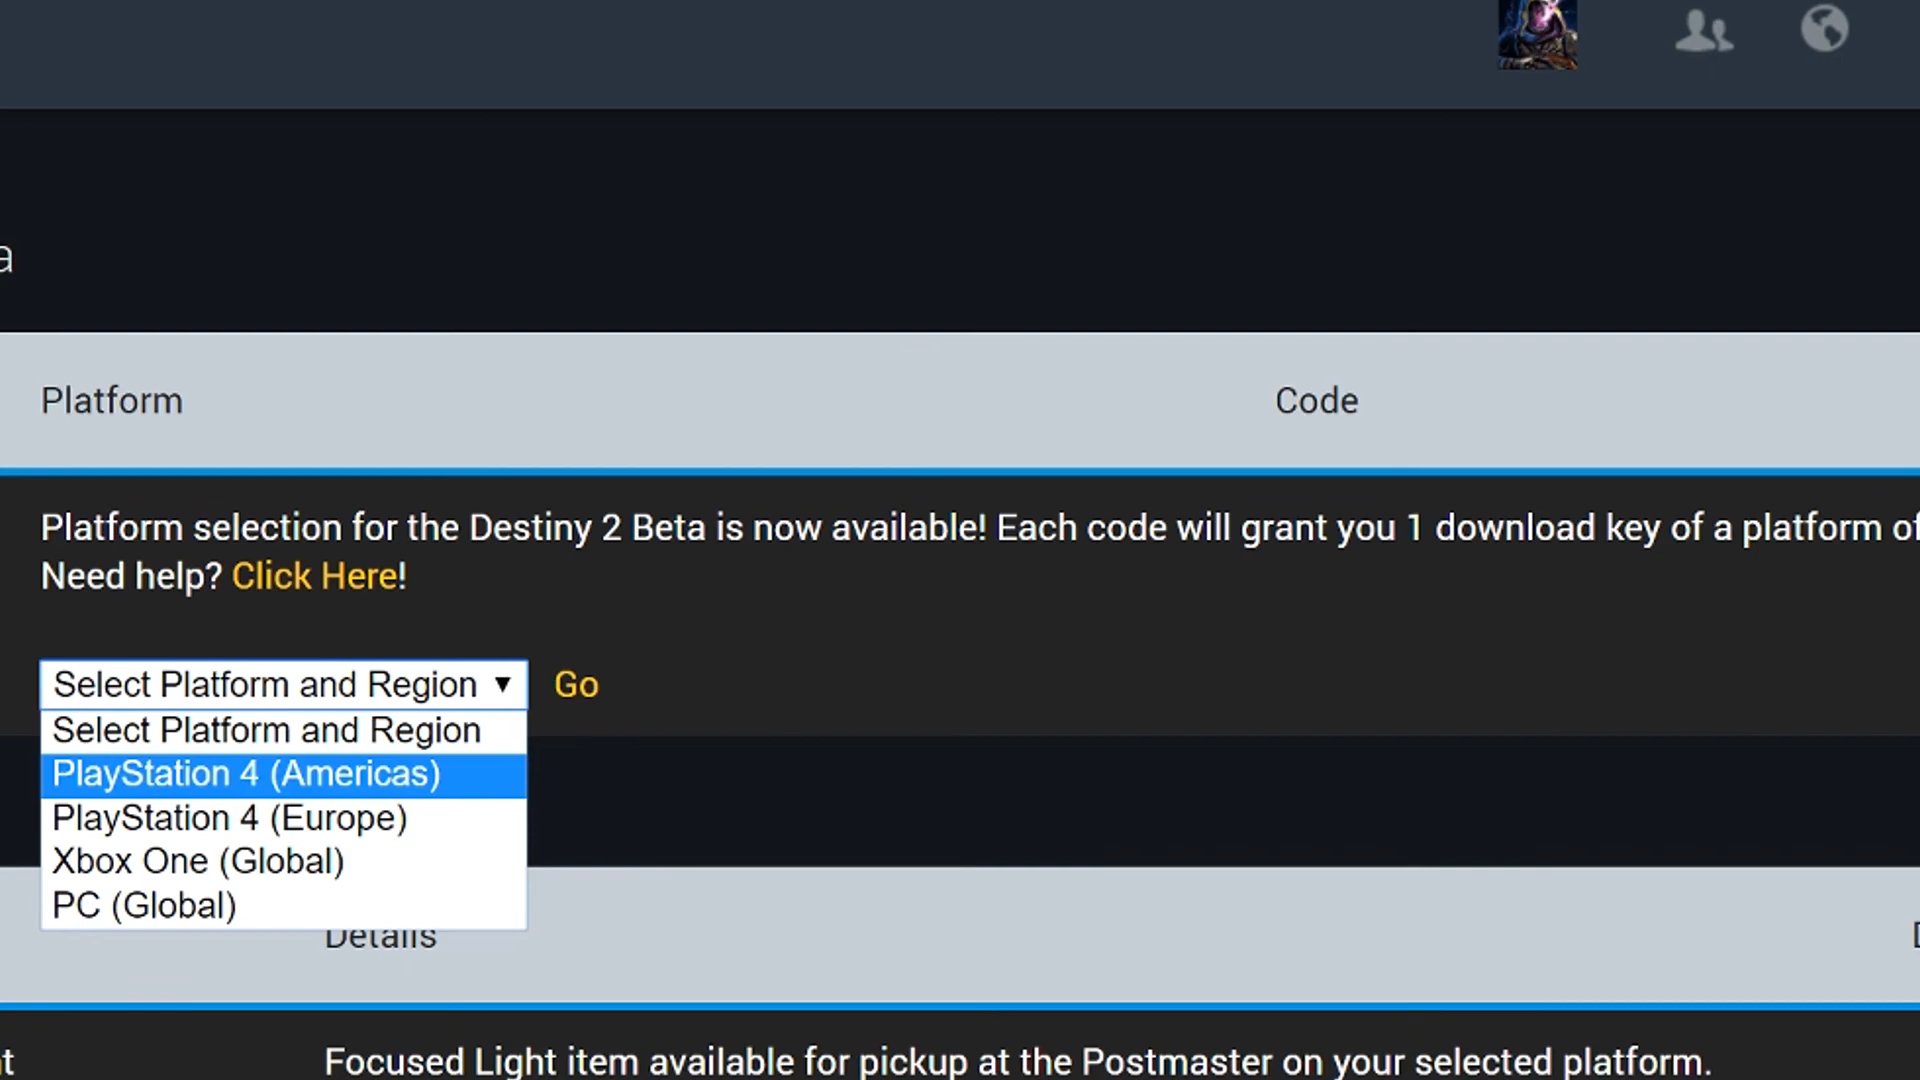 a
Platform Code
Platform selection for the Destiny 2 Beta is now available! Each code will grant you 1 download key of a platform of
Need help? Click Here!
Select Platform and Region ▼ Go
Select Platform and Region
PlayStation 4 (Americas)
PlayStation 4 (Europe)
Xbox One (Global)
PC (Global)
Details
Focused Light item available for pickup at the Postmaster on your selected platform.